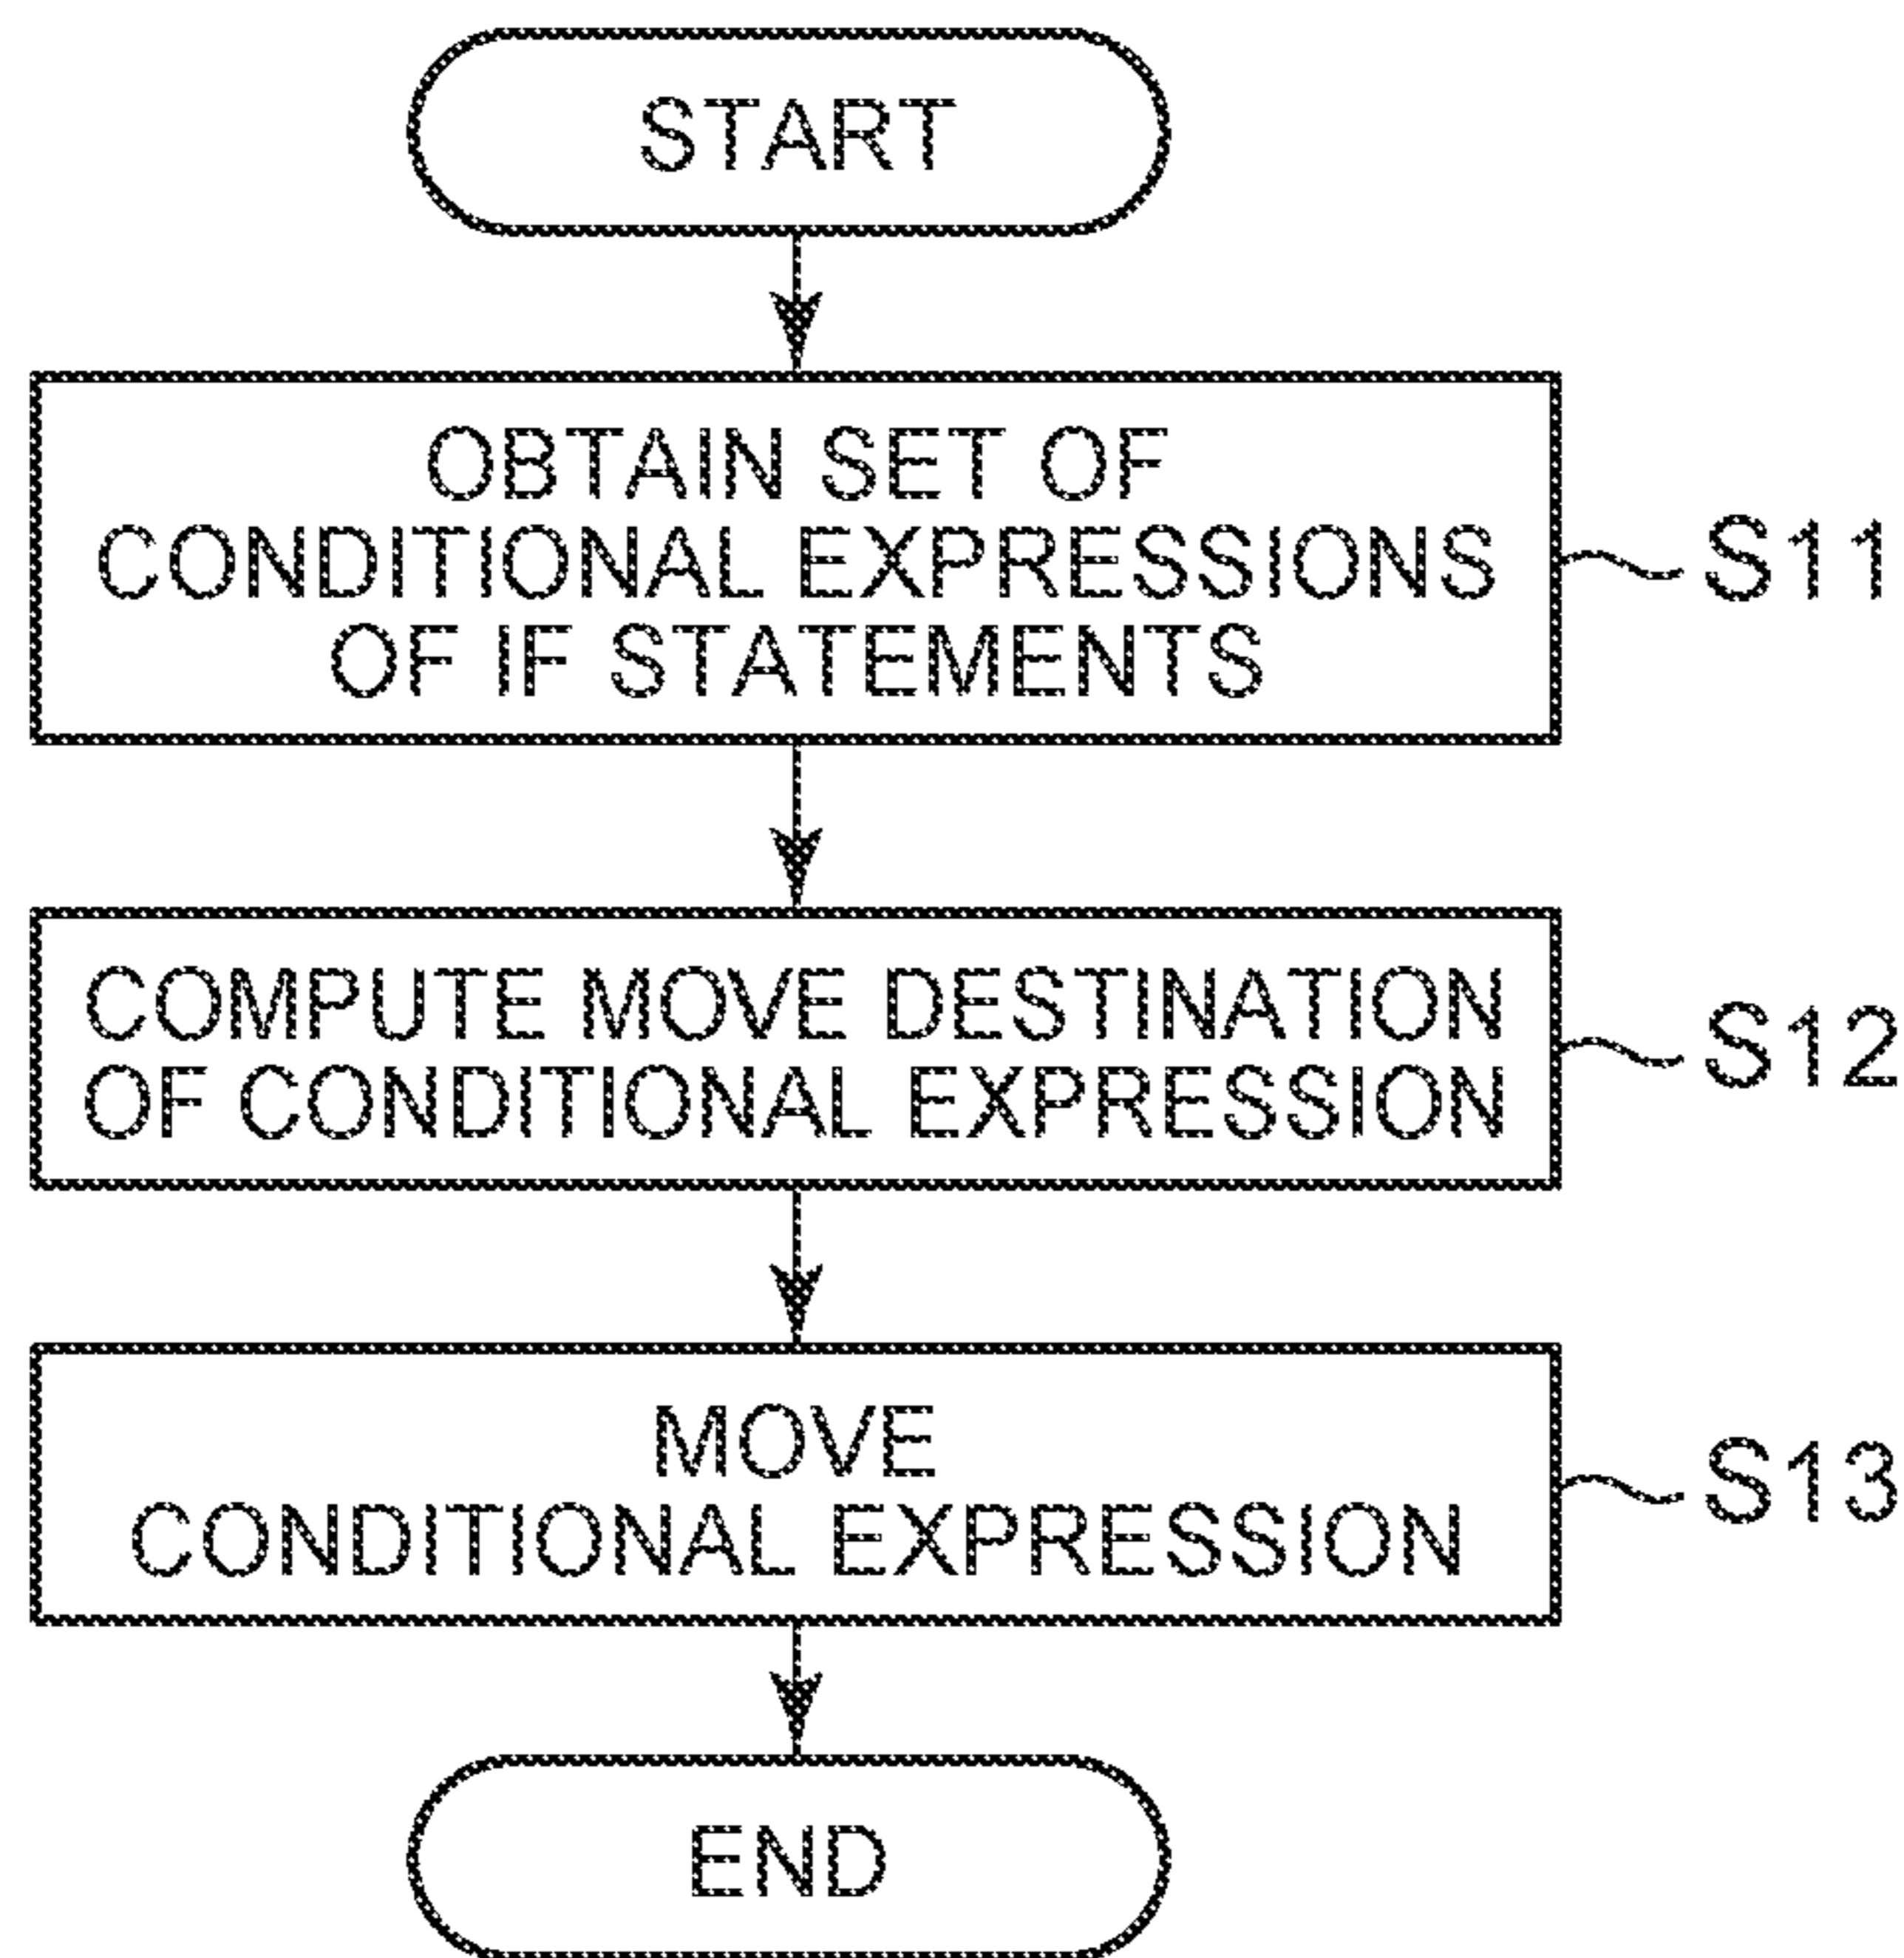 START
OBTAIN SET OF
CONDITIONAL EXPRESSIONS
OF IF STATEMENTS
S11
COMPUTE MOVE DESTINATION
OF CONDITIONAL EXPRESSION
S12
MOVE
CONDITIONAL EXPRESSION
S13
END